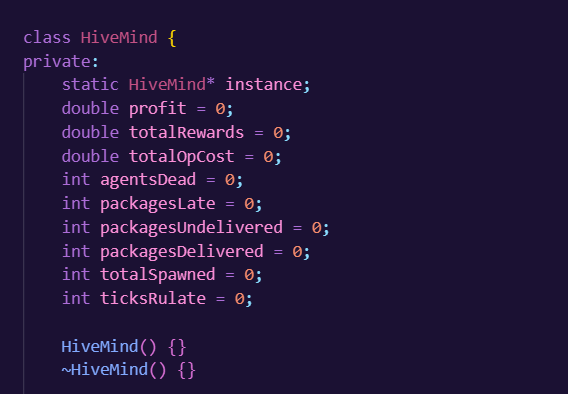 class HiveMind {
private:
    static HiveMind* instance;
    double profit = 0;
    double totalRewards = 0;
    double totalOpCost = 0;
    int agentsDead = 0;
    int packagesLate = 0;
    int packagesUndelivered = 0;
    int packagesDelivered = 0;
    int totalSpawned = 0;
    int ticksRulate = 0;

    HiveMind() {}
    ~HiveMind() {}